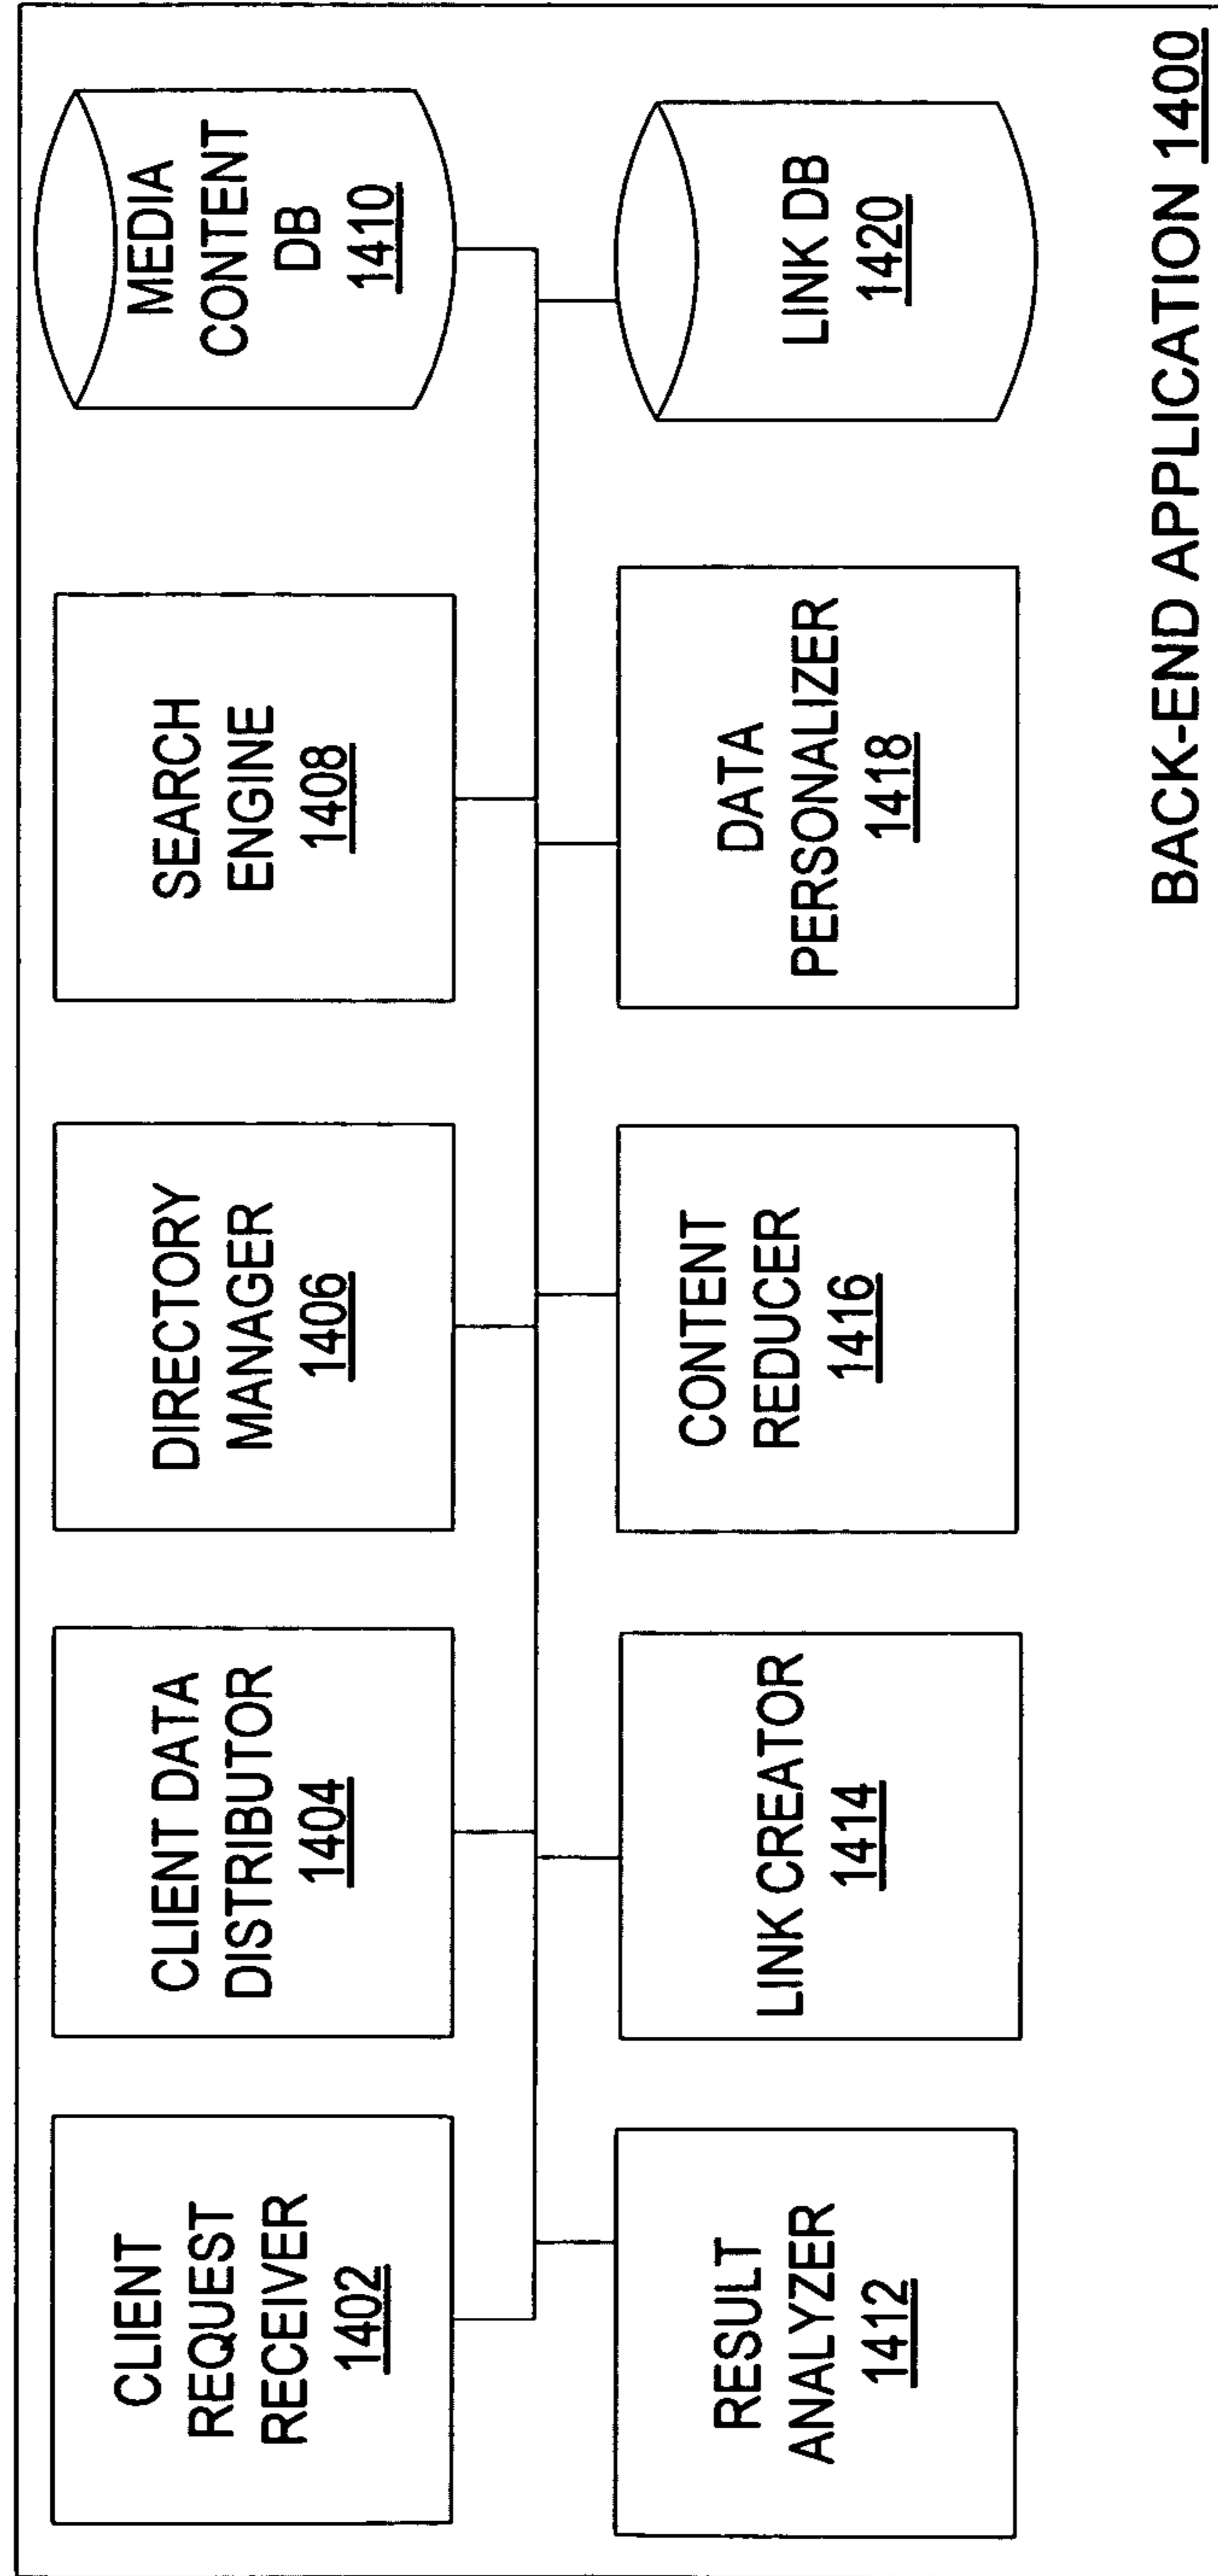 CLIENT
REQUEST
RECEIVER
1402
CLIENT DATA
DISTRIBUTOR
1404
DIRECTORY
MANAGER
1406
SEARCH
ENGINE
1408
MEDIA
CONTENT
DB
1410
RESULT
ANALYZER
1412
LINK CREATOR
1414
CONTENT
REDUCER
1416
DATA
PERSONALIZER
1418
LINK DB
1420
BACK-END APPLICATION 1400